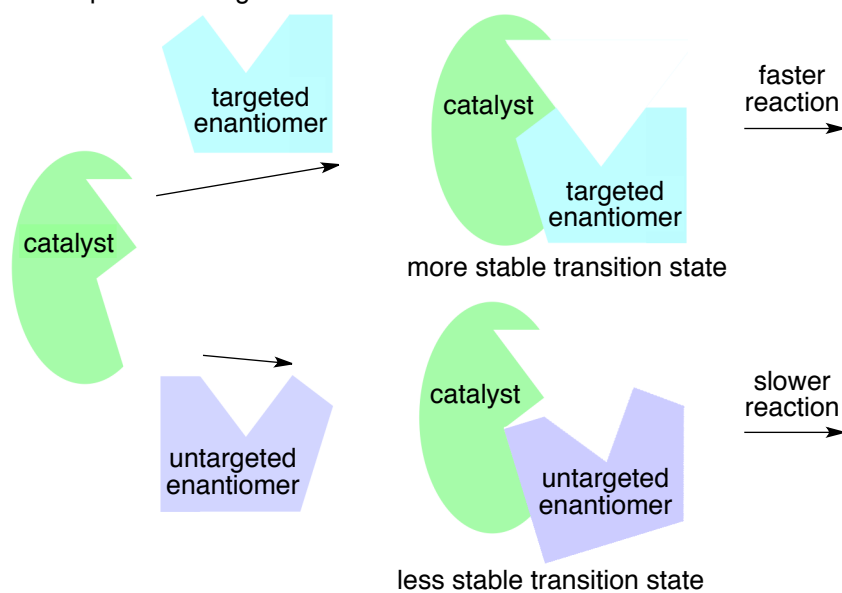 targeted
enantiomer
catalyst
faster
reaction
targeted
enantiomer
catalyst
more stable transition state
catalyst
slower
reaction
untargeted
enantiomer
untargeted
enantiomer
less stable transition state